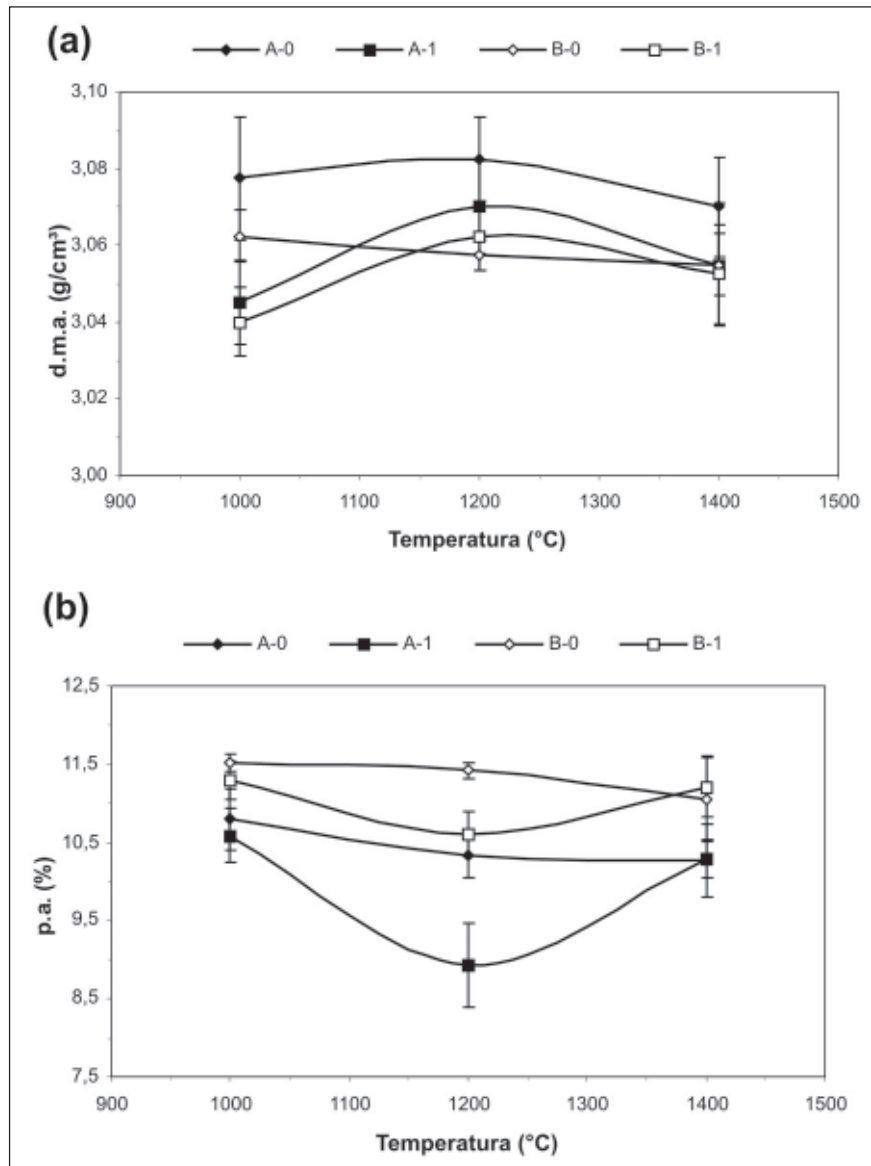 (a)
A-0 A-1 B-0 B-1
3,10
3,08
3,06
3,04
3,02
3,00
d.m.a. (g/cm³)
900 1000 1100 1200 1300 1400 1500
Temperatura (°C)
(b)
A-0 A-1 B-0 B-1
12,5
11,5
10,5
9,5
8,5
7,5
p.a. (%)
900 1000 1100 1200 1300 1400 1500
Temperatura (°C)